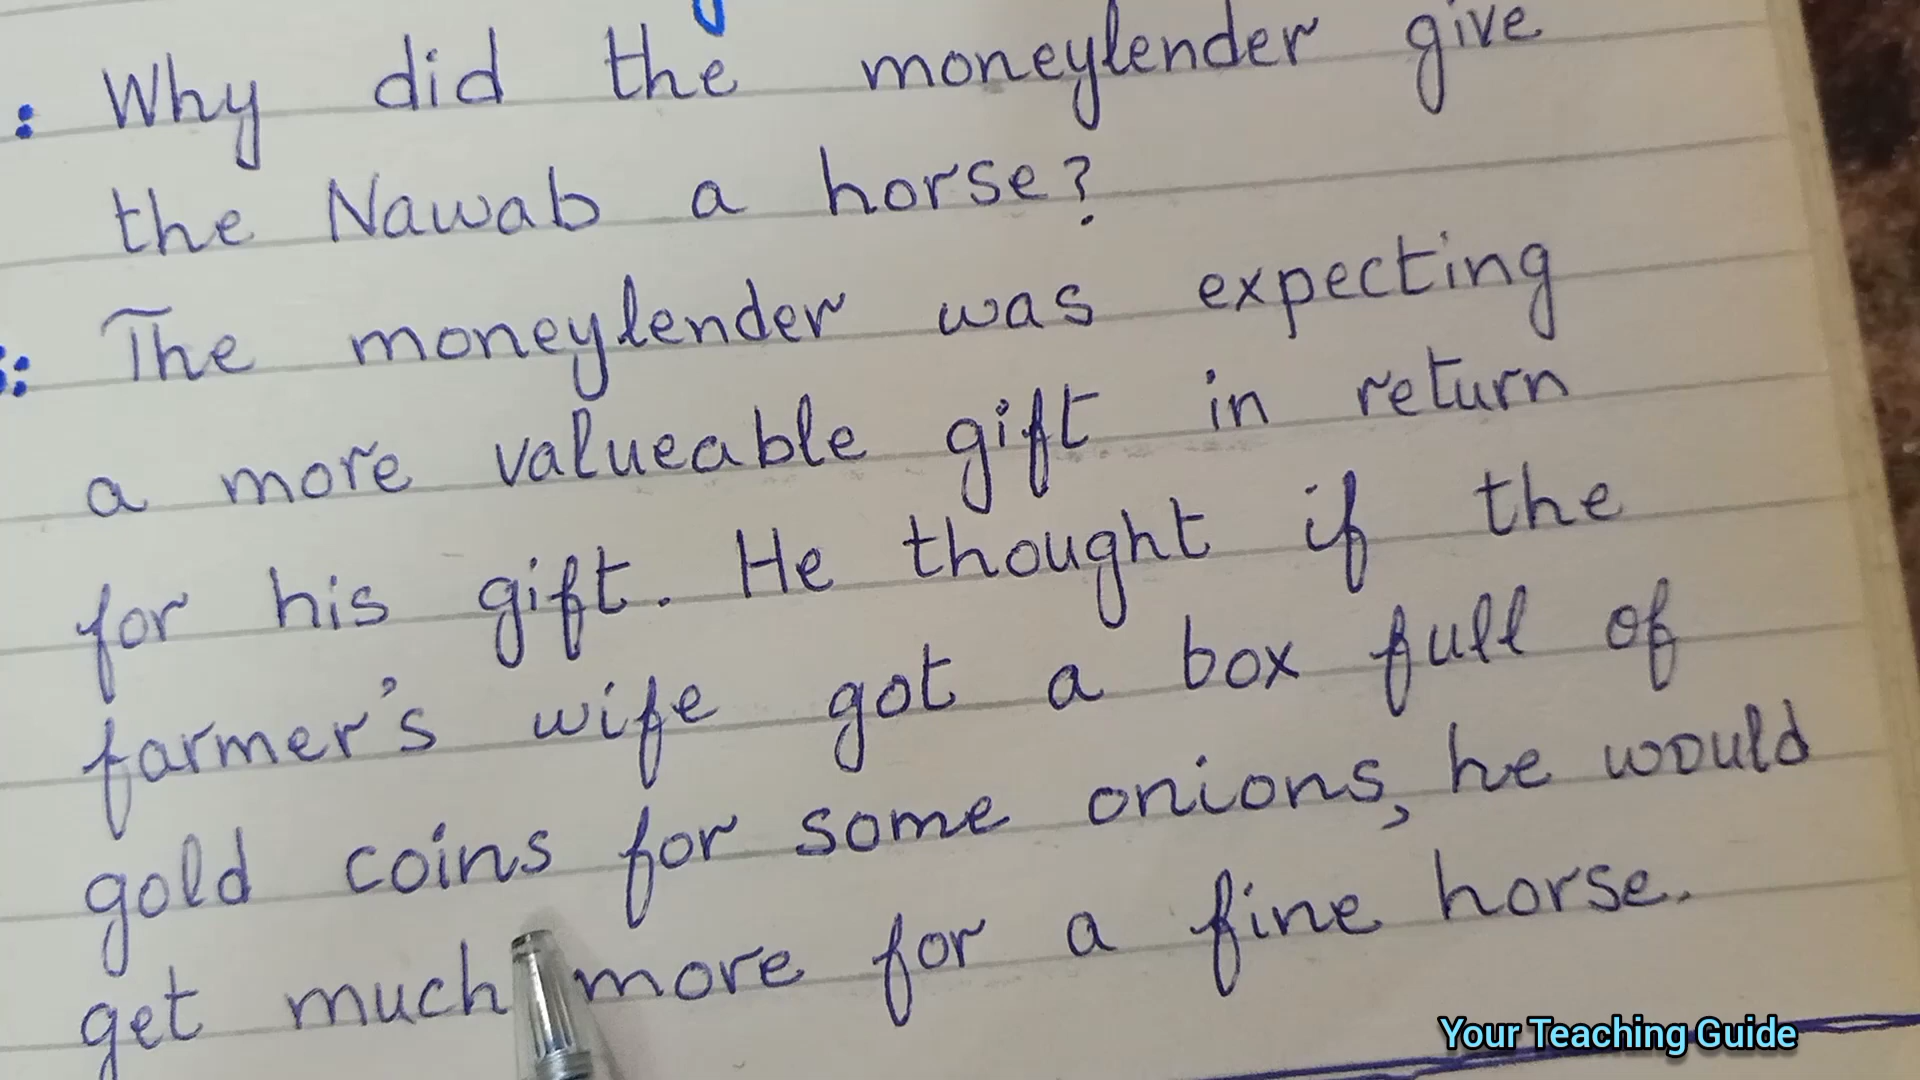 : Why did the moneylender give
the Nawab a horse?
: The moneylender was expecting
a more valueable gift in return
for his gift. He thought if the
farmer's wife got a box full of
gold coins for some onions, he would
get much more for a fine horse.
Your Teaching Guide